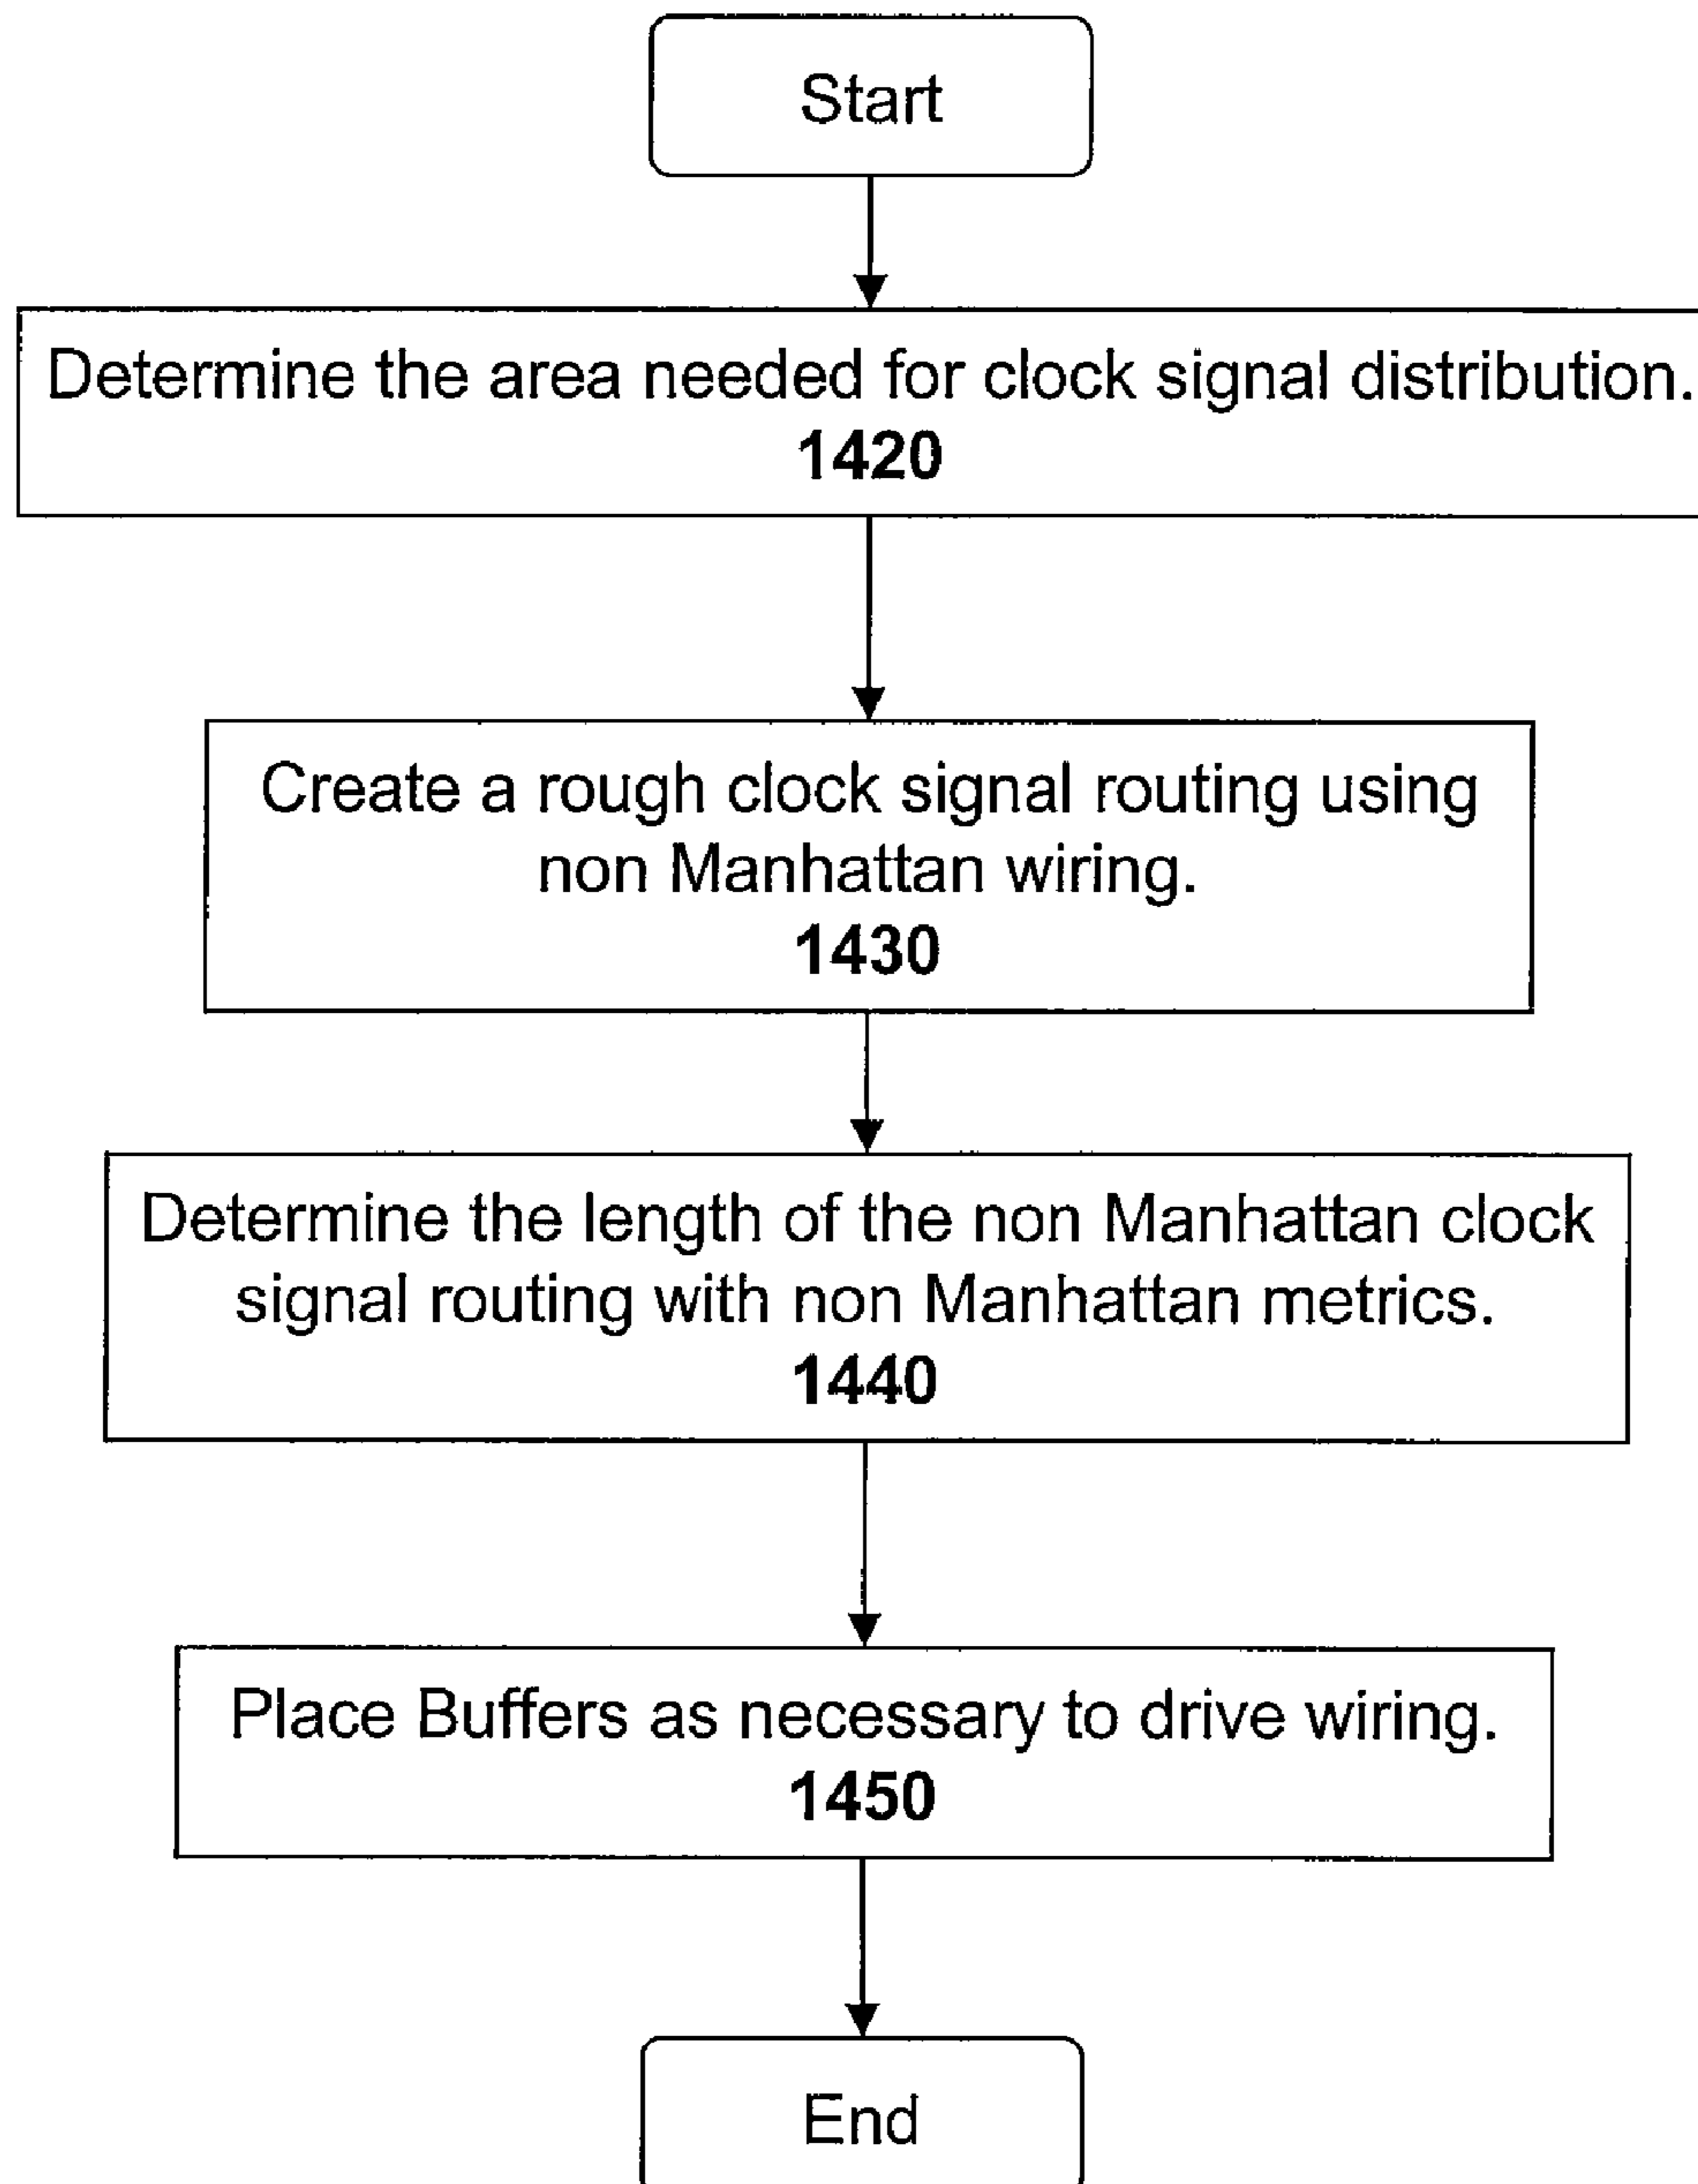 Start
Determine the area needed for clock signal distribution.
1420
Create a rough clock signal routing using
non Manhattan wiring.
1430
Determine the length of the non Manhattan clock
signal routing with non Manhattan metrics.
1440
Place Buffers as necessary to drive wiring.
1450
End